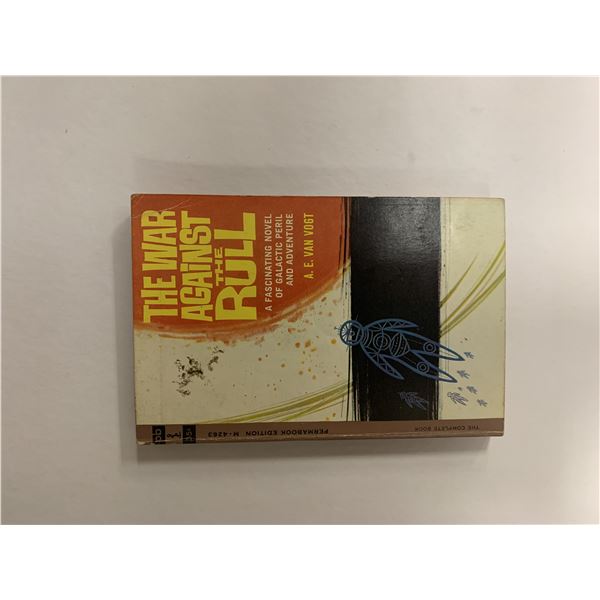 THE WAR
AGAINST
THE
RULL
A FASCINATING NOVEL
OF GALACTIC PERIL
AND ADVENTURE
A. E. VAN VOGT
35¢
PERMABOOK EDITION M-4263
THE COMPLETE BOOK